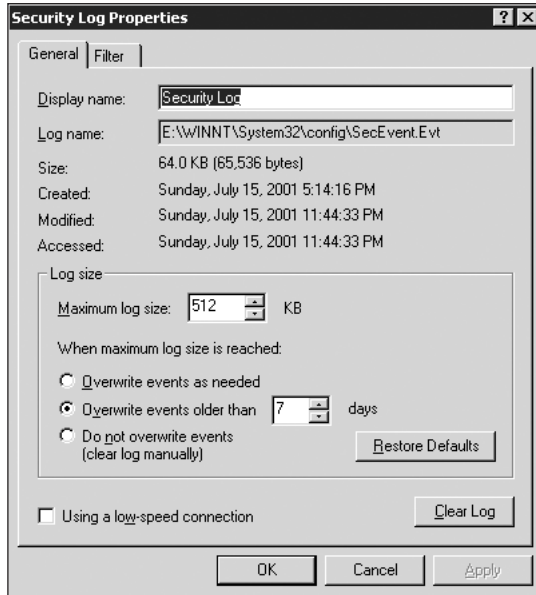 Security Log Properties ? X
General Filter
Display name: Security Log
Log name: E:\WINNT\System32\config\SecEvent.Evt
Size: 64.0 KB (65,536 bytes)
Created: Sunday, July 15, 2001 5:14:16 PM
Modified: Sunday, July 15, 2001 11:44:33 PM
Accessed: Sunday, July 15, 2001 11:44:33 PM
Log size
Maximum log size: 512 KB
When maximum log size is reached:
Overwrite events as needed
Overwrite events older than 7 days
Do not overwrite events
(clear log manually)
Restore Defaults
Using a low-speed connection
Clear Log
OK Cancel Apply